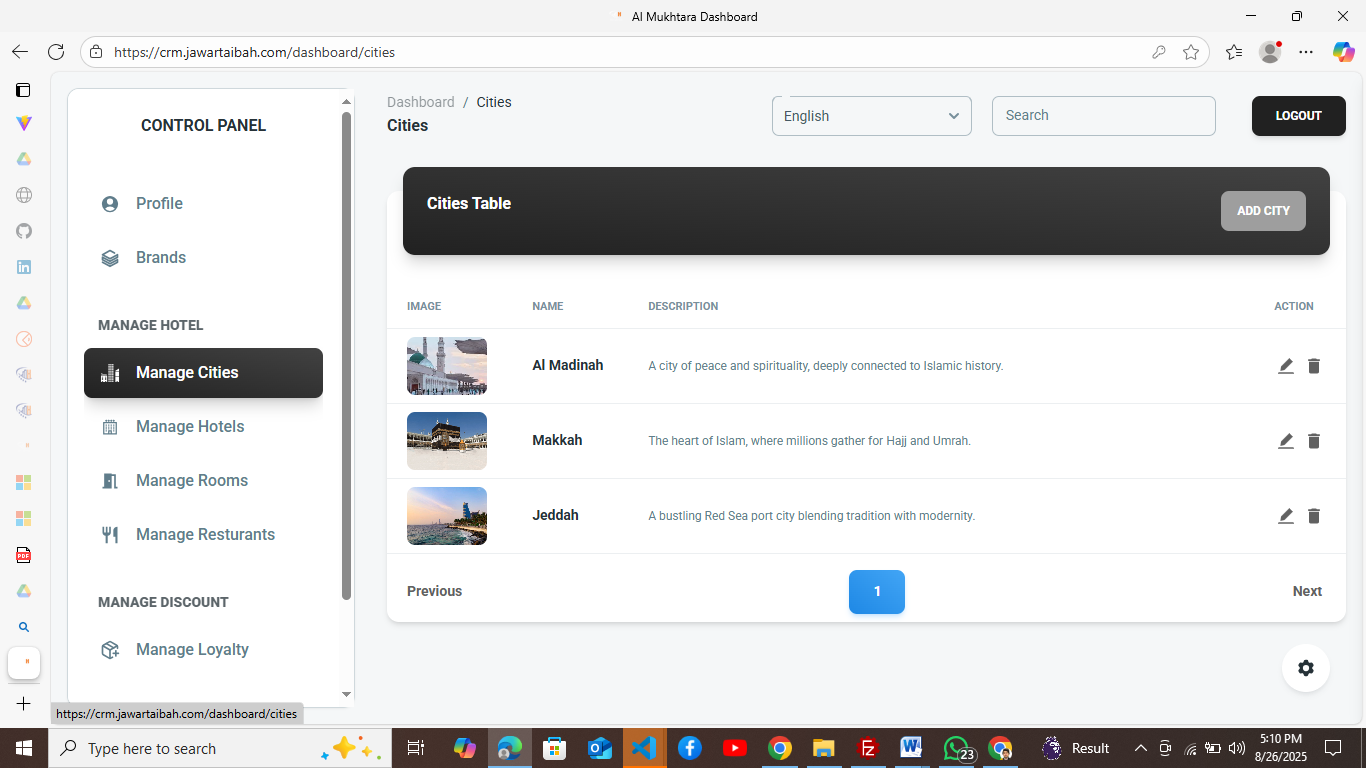 Al Mukhtara Dashboard
https://crm.jawartaibah.com/dashboard/cities
CONTROL PANEL
Profile
Brands
MANAGE HOTEL
Manage Cities
Manage Hotels
Manage Rooms
Manage Resturants
MANAGE DISCOUNT
Manage Loyalty
Dashboard / Cities
Cities
English
Search
LOGOUT
Cities Table
ADD CITY
IMAGE NAME DESCRIPTION ACTION
Al Madinah A city of peace and spirituality, deeply connected to Islamic history.
Makkah The heart of Islam, where millions gather for Hajj and Umrah.
Jeddah A bustling Red Sea port city blending tradition with modernity.
Previous 1 Next
https://crm.jawartaibah.com/dashboard/cities
PDF
Type here to search
23
Result
5:10 PM
8/26/2025